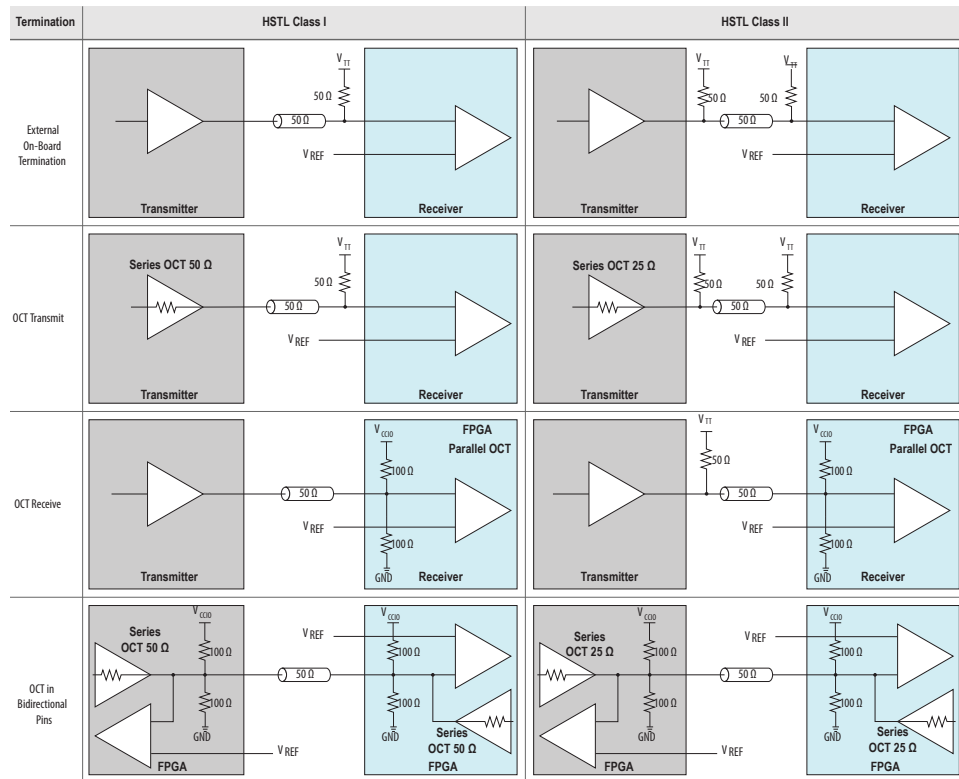 Termination
HSTL Class I
HSTL Class II
External
On-Board
Termination
V TT
50 Ω
50 Ω
V REF
Transmitter
Receiver
V TT
V TT
50 Ω
50 Ω
50 Ω
V REF
Transmitter
Receiver
OCT Transmit
Series OCT 50 Ω
V TT
50 Ω
50 Ω
V REF
Transmitter
Receiver
Series OCT 25 Ω
V TT
V TT
50 Ω
50 Ω
50 Ω
V REF
Transmitter
Receiver
OCT Receive
V CCIO
FPGA
Parallel OCT
100 Ω
50 Ω
V REF
100 Ω
GND
Transmitter
Receiver
V TT
50 Ω
V CCIO
FPGA
Parallel OCT
100 Ω
50 Ω
V REF
100 Ω
GND
Transmitter
Receiver
OCT in
Bidirectional
Pins
Series
OCT 50 Ω
V CCIO
100 Ω
100 Ω
GND
V REF
FPGA
50 Ω
V REF
V CCIO
100 Ω
100 Ω
GND
Series
OCT 50 Ω
FPGA
Series
OCT 25 Ω
V CCIO
100 Ω
100 Ω
GND
V REF
FPGA
50 Ω
V REF
V CCIO
100 Ω
100 Ω
GND
Series
OCT 25 Ω
FPGA